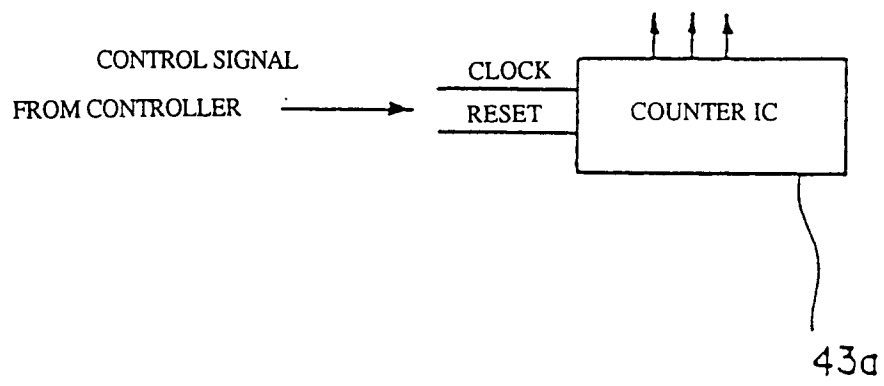 CONTROL SIGNAL
FROM CONTROLLER
CLOCK
RESET
COUNTER IC
43a